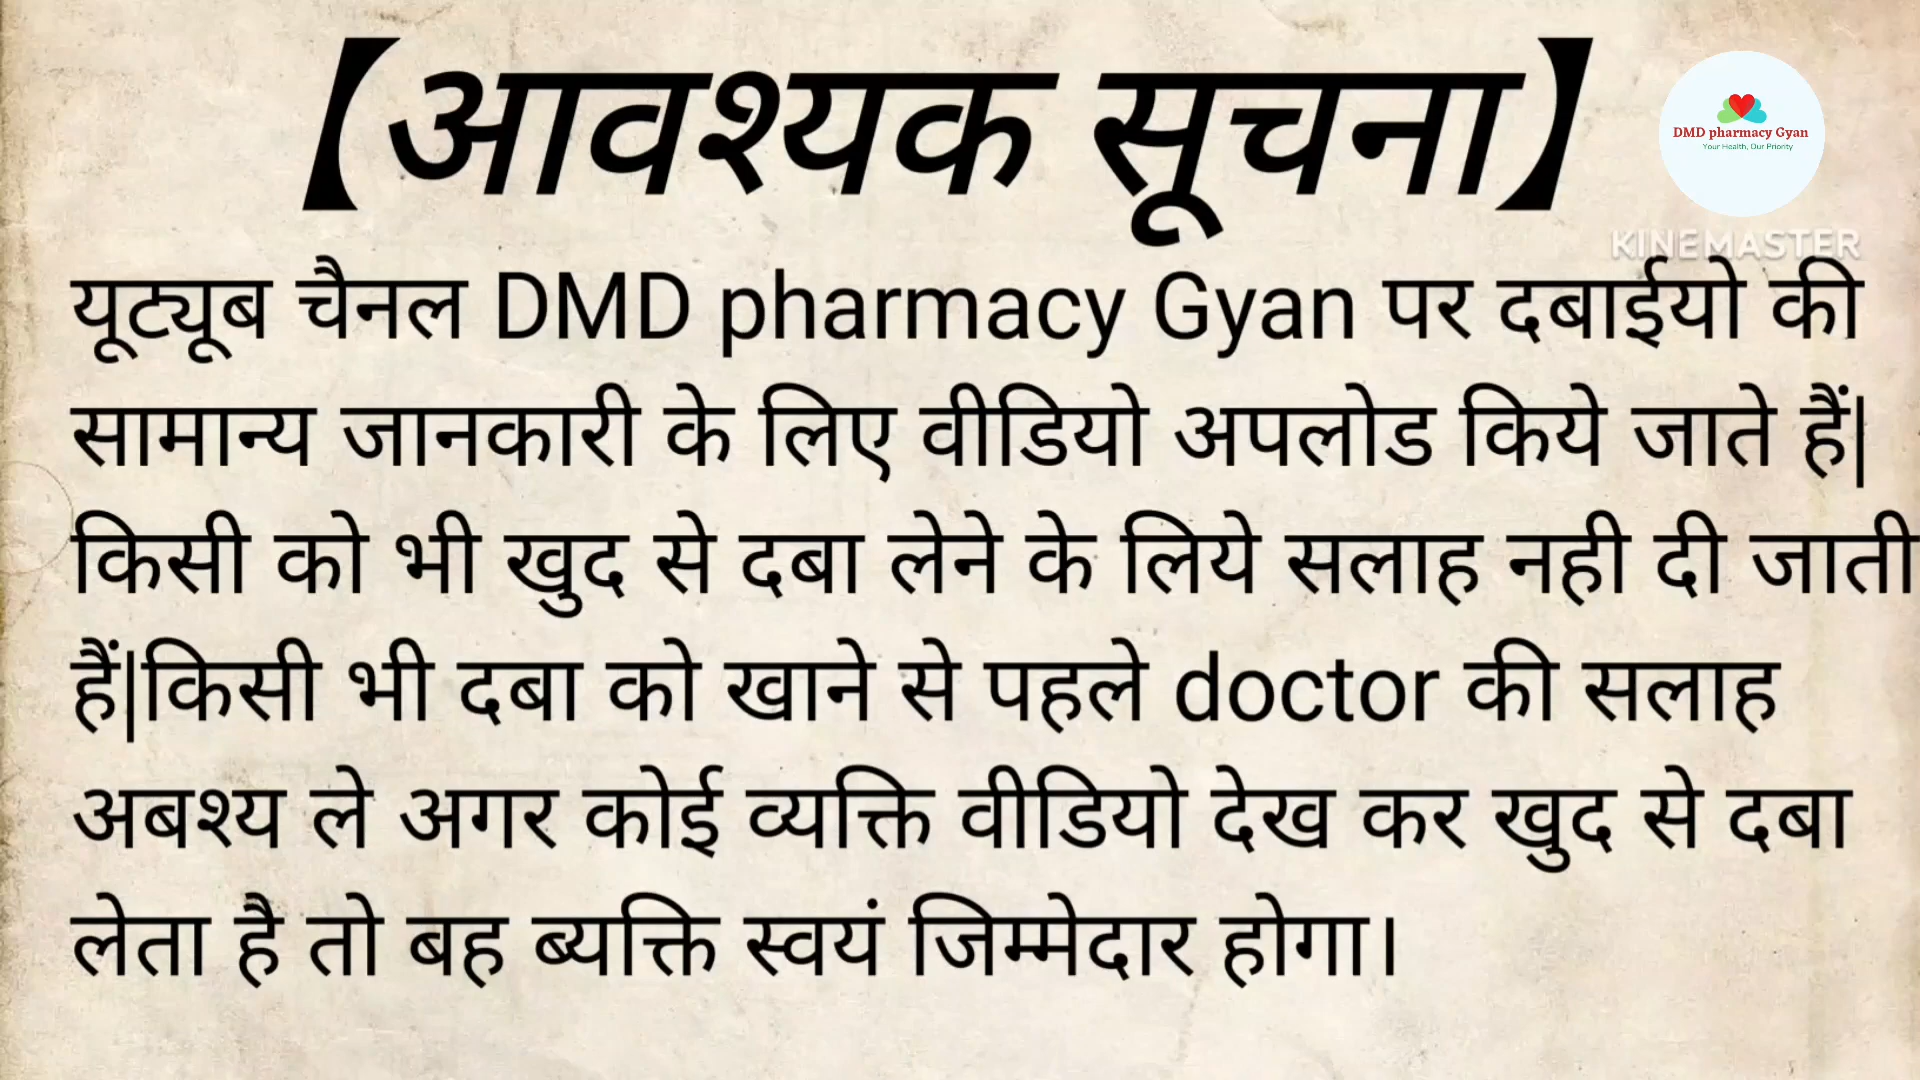 【आवश्यक सूचना】
DMD pharmacy Gyan
Your Health, Our Priority
KINEMASTER
यूट्यूब चैनल DMD pharmacy Gyan पर दबाईयो की
सामान्य जानकारी के लिए वीडियो अपलोड किये जाते हैं|
किसी को भी खुद से दबा लेने के लिये सलाह नही दी जाती
हैं|किसी भी दबा को खाने से पहले doctor की सलाह
अबश्य ले अगर कोई व्यक्ति वीडियो देख कर खुद से दबा
लेता है तो बह ब्यक्ति स्वयं जिम्मेदार होगा।